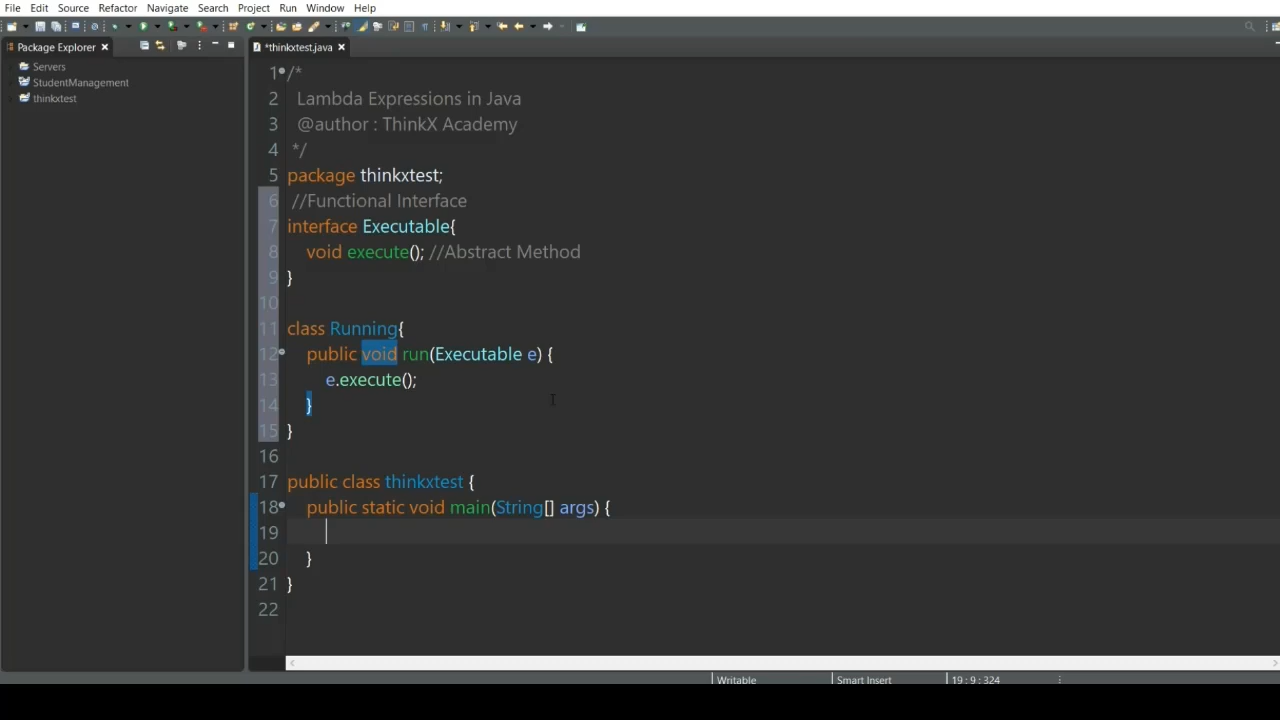 File Edit Source Refactor Navigate Search Project Run Window Help
Package Explorer
Servers
StudentManagement
thinkxtest
*thinkxtest.java
1 /*
2 Lambda Expressions in Java
3 @author : ThinkX Academy
4 */
5 package thinkxtest;
6 //Functional Interface
7 interface Executable{
8 void execute(); //Abstract Method
9 }
10
11 class Running{
12 public void run(Executable e) {
13 e.execute();
14 }
15 }
16
17 public class thinkxtest {
18 public static void main(String[] args) {
19
20 }
21 }
22
Writable Smart Insert 19 : 9 : 324